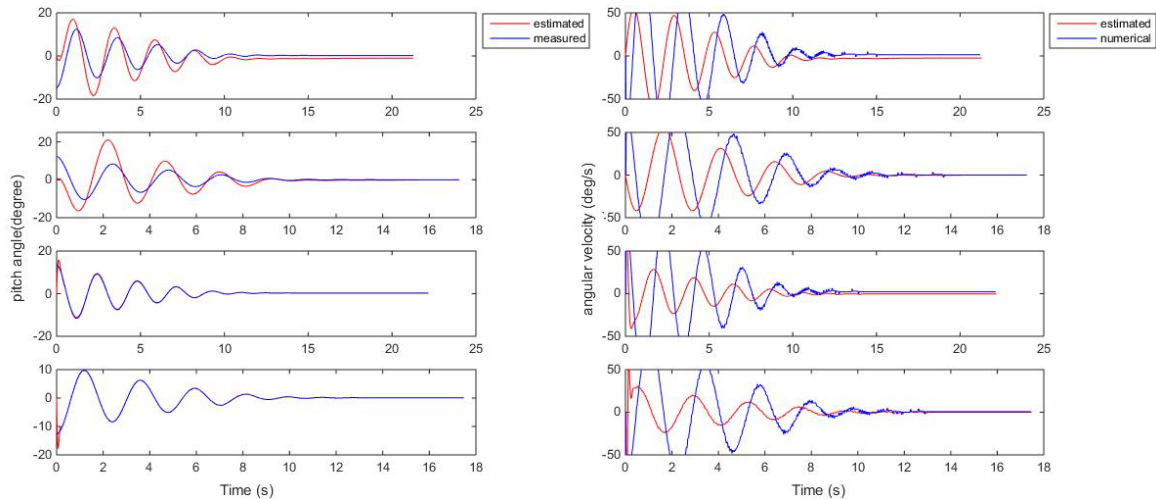 estimated
measured
20
0
-20
0 5 10 15 20 25
20
0
-20
0 2 4 6 8 10 12 14 16 18
20
0
-20
0 5 10 15 20 25
10
0
-10
-20
0 2 4 6 8 10 12 14 16 18
pitch angle(degree)
Time (s)
estimated
numerical
50
0
-50
0 5 10 15 20 25
50
0
-50
0 2 4 6 8 10 12 14 16 18
50
0
-50
0 5 10 15 20 25
50
0
-50
0 2 4 6 8 10 12 14 16 18
angular velocity (deg/s)
Time (s)